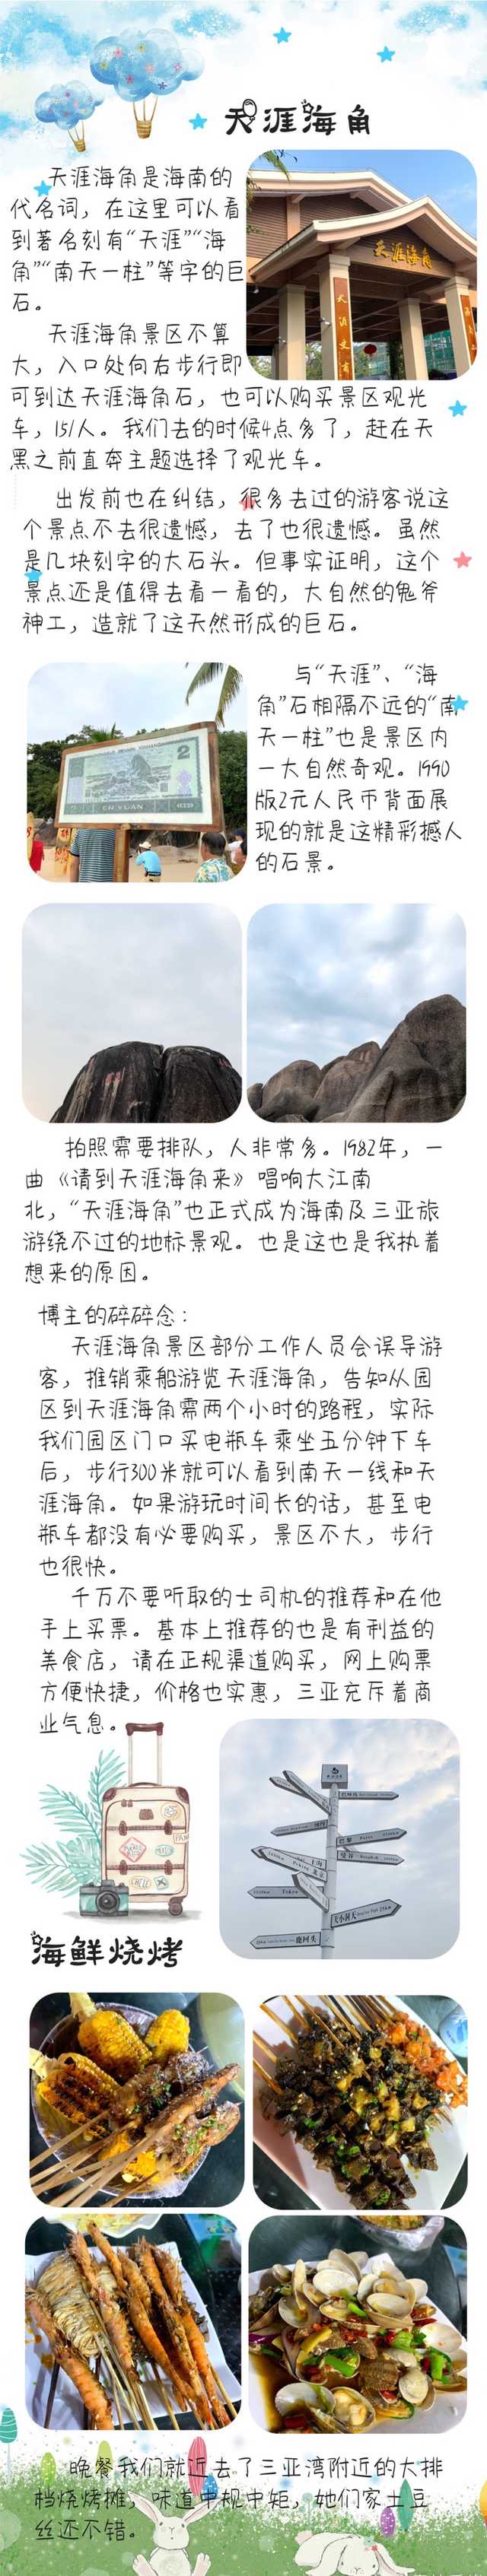 天涯海角
天涯海角是海南的
代名词，在这里可以看
到著名刻有“天涯”“海
角”“南天一柱”等字的巨
石。
天涯海角景区不算
大，入口处向右步行即
可到达天涯海角石，也可以购买景区观光
车，15/人。我们去的时候4点多了，赶在天
黑之前直奔主题选择了观光车。
天涯海角
出发前也在纠结，很多去过的游客说这
个景点不去很遗憾，去了也很遗憾。虽然
是几块刻字的大石头。但事实证明，这个
景点还是值得去看一看的，大自然的鬼斧
神工，造就了这天然形成的巨石。
与“天涯”、“海
角”石相隔不远的“南
天一柱”也是景区内
一大自然奇观。1990
版2元人民币背面展
现的就是这精彩撼人
的石景。
2
ER YUAN
拍照需要排队，人非常多。1982年，一
曲《请到天涯海角来》唱响大江南
北，“天涯海角”也正式成为海南及三亚旅
游绕不过的地标景观。也是这也是我执着
想来的原因。
博主的碎碎念：
天涯海角景区部分工作人员会误导游
客，推销乘船游览天涯海角，告知从园
区到天涯海角需两个小时的路程，实际
我们园区门口买电瓶车乘坐五分钟下车
后，步行300米就可以看到南天一线和天
涯海角。如果游玩时间长的话，甚至电
瓶车都没有必要购买，景区不大，步行
也很快。
千万不要听取的士司机的推荐和在他
手上买票。基本上推荐的也是有利益的
美食店，请在正规渠道购买，网上购票
方便快捷，价格也实惠，三亚充斥着商
业气息。
巴黎 Paris
曼谷 Bangkok
Tokyo
大小洞天
鹿回头
海鲜烧烤
晚餐我们就近去了三亚湾附近的大排
档烧烤摊，味道中规中矩，她们家土豆
丝还不错。